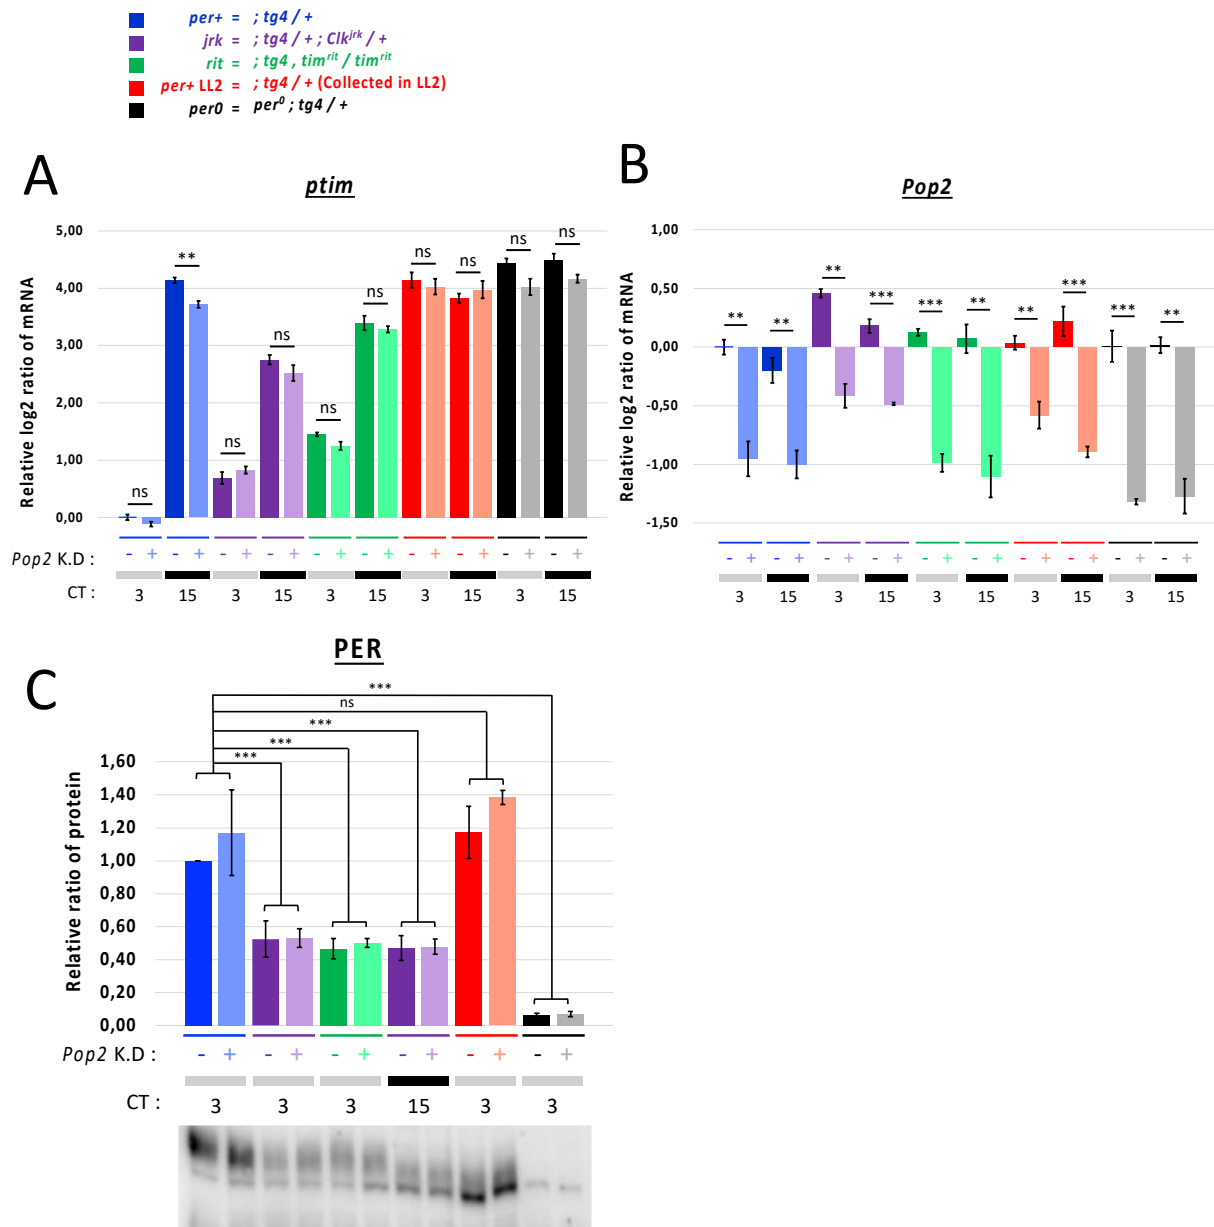 per+ = ; tg4 / +
jrk = ; tg4 / + ; Clk^jrk / +
rit = ; tg4 , tim^rit / tim^rit
per+ LL2 = ; tg4 / + (Collected in LL2)
per0 = per^0 ; tg4 / +
A
ptim
Relative log2 ratio of mRNA
5,00
4,00
3,00
2,00
1,00
0,00
ns ** ns ns ns ns ns ns ns ns
Pop2 K.D : - + - + - + - + - + - + - + - + - + - +
CT : 3 15 3 15 3 15 3 15 3 15
B
Pop2
Relative log2 ratio of mRNA
1,00
0,50
0,00
-0,50
-1,00
-1,50
** ** ** *** *** ** ** *** *** **
- + - + - + - + - + - + - + - + - + - +
3 15 3 15 3 15 3 15 3 15
C
PER
***
ns
***
***
***
Relative ratio of protein
1,60
1,40
1,20
1,00
0,80
0,60
0,40
0,20
0,00
Pop2 K.D : - + - + - + - + - + - +
CT : 3 3 3 15 3 3